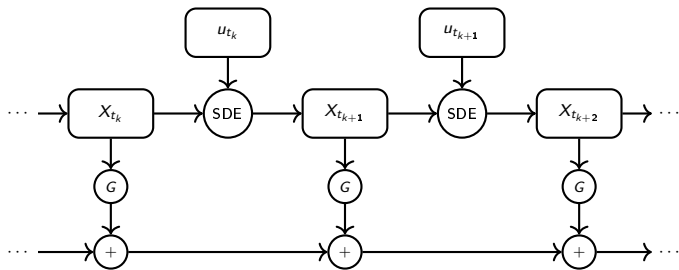 u_{t_k} u_{t_{k+1}}
··· X_{t_k} SDE X_{t_{k+1}} SDE X_{t_{k+2}} ···
G G G
··· + + + ···